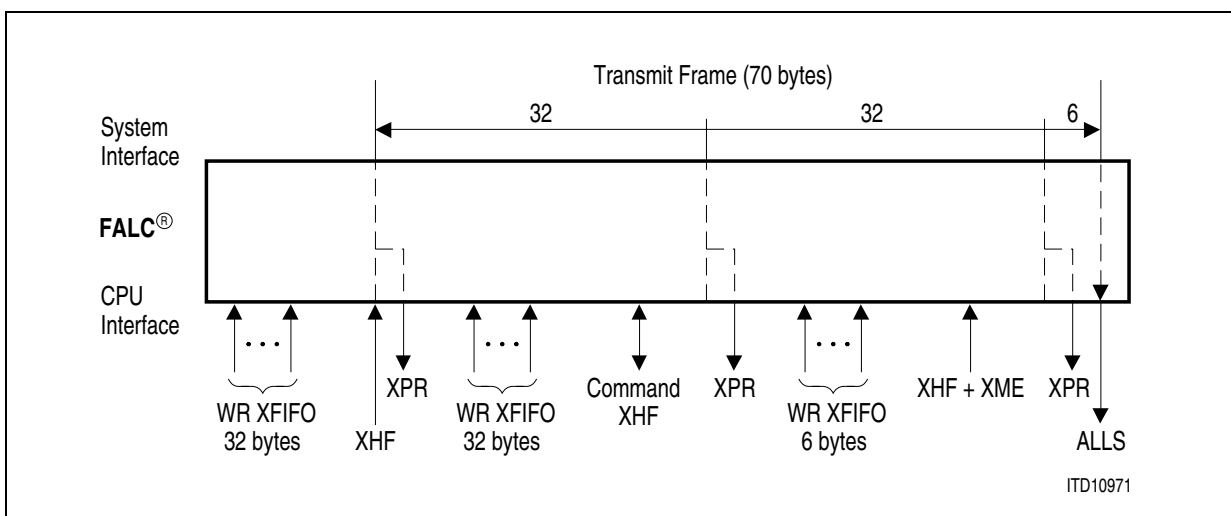 Transmit Frame (70 bytes)
32 32 6
System
Interface
FALC®
CPU
Interface
• • • • • • • • •
XPR Command XPR XHF + XME XPR
WR XFIFO WR XFIFO XHF WR XFIFO
32 bytes XHF 32 bytes 6 bytes ALLS
ITD10971